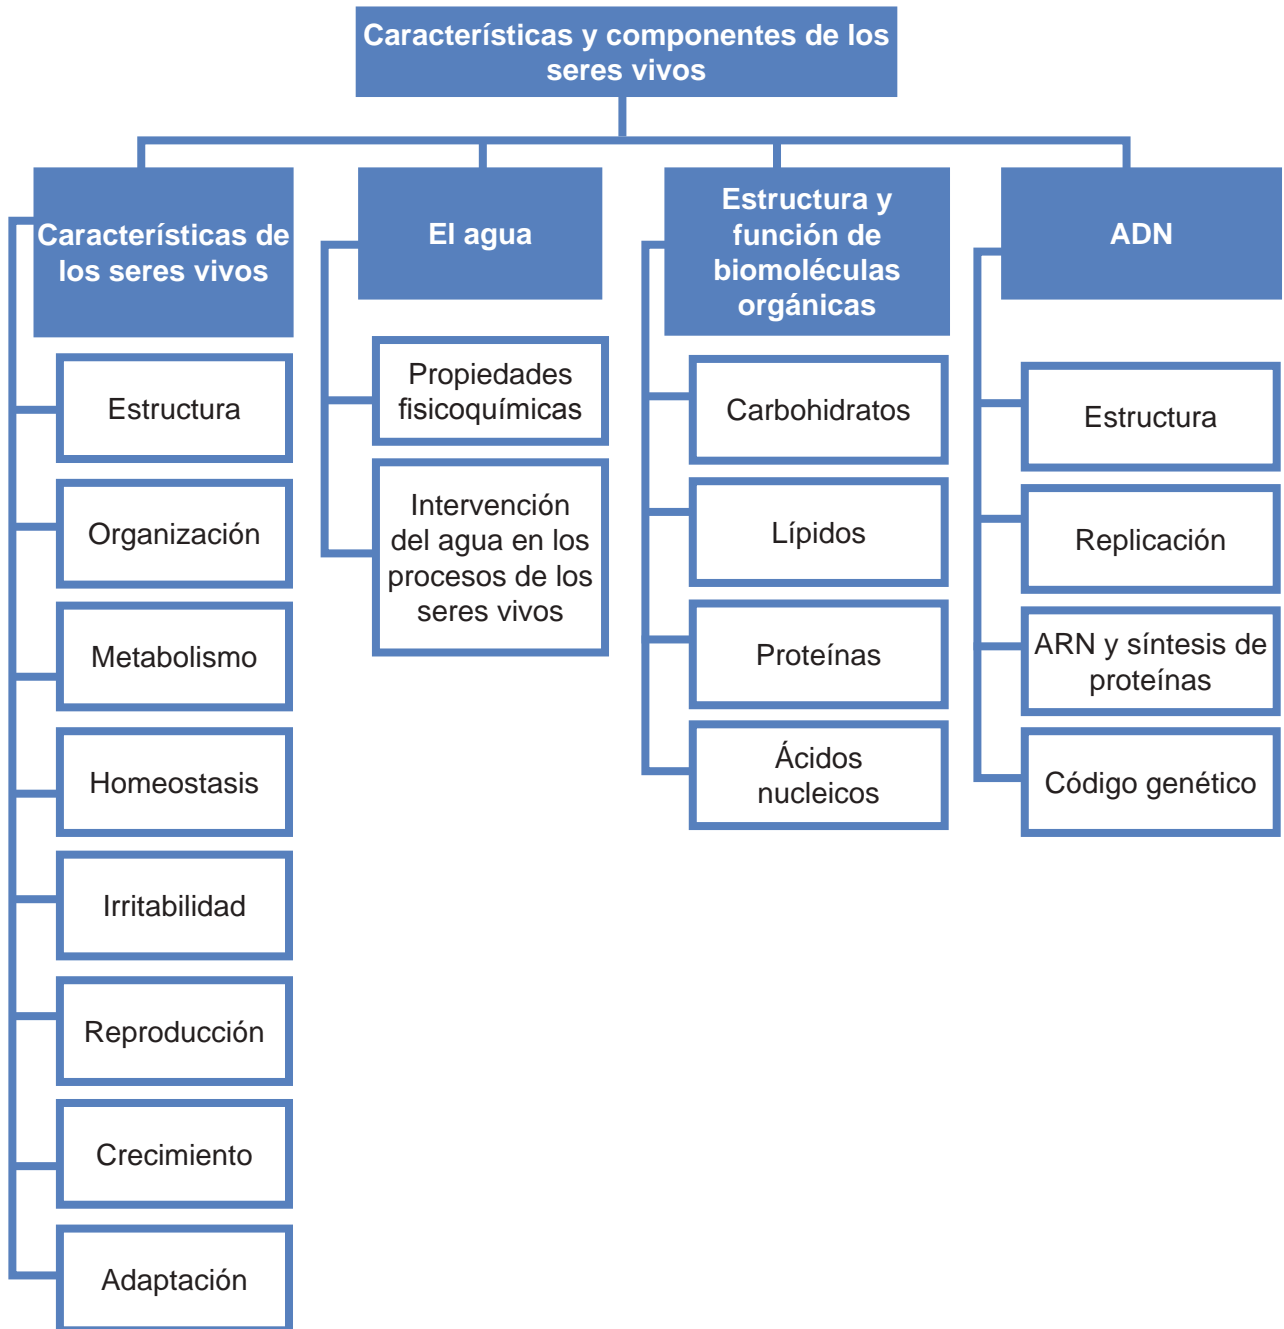 Características y componentes de los
seres vivos
Características de
los seres vivos
Estructura
Organización
Metabolismo
Homeostasis
Irritabilidad
Reproducción
Crecimiento
Adaptación
El agua
Propiedades
fisicoquímicas
Intervención
del agua en los
procesos de los
seres vivos
Estructura y
función de
biomoléculas
orgánicas
Carbohidratos
Lípidos
Proteínas
Ácidos
nucleicos
ADN
Estructura
Replicación
ARN y síntesis de
proteínas
Código genético